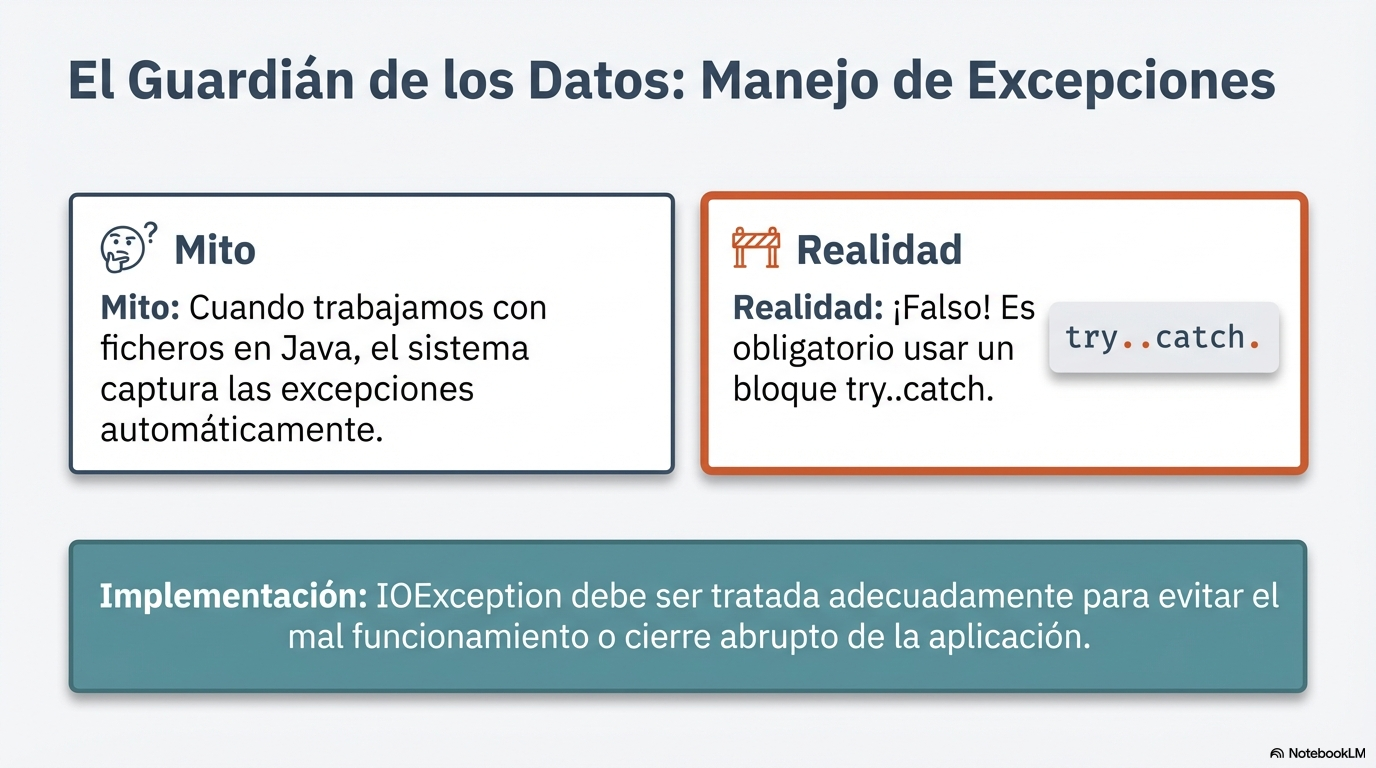 El Guardián de los Datos: Manejo de Excepciones
?
Mito
Mito: Cuando trabajamos con
ficheros en Java, el sistema
captura las excepciones
automáticamente.
Realidad
Realidad: ¡Falso! Es
obligatorio usar un
bloque try..catch.
try..catch.
Implementación: IOException debe ser tratada adecuadamente para evitar el
mal funcionamiento o cierre abrupto de la aplicación.
NotebookLM